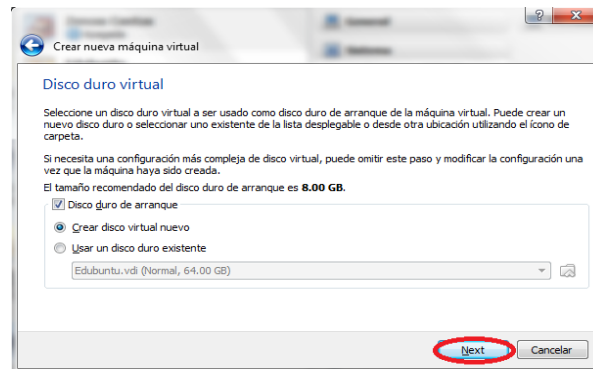 Crear nueva máquina virtual
Disco duro virtual
Seleccione un disco duro virtual a ser usado como disco duro de arranque de la máquina virtual. Puede crear un
nuevo disco duro o seleccionar uno existente de la lista desplegable o desde otra ubicación utilizando el ícono de
carpeta.
Si necesita una configuración más compleja de disco virtual, puede omitir este paso y modificar la configuración una
vez que la máquina haya sido creada.
El tamaño recomendado del disco duro de arranque es 8.00 GB.
Disco duro de arranque
Crear disco virtual nuevo
Usar un disco duro existente
Edubuntu.vdi (Normal, 64.00 GB)
Next Cancelar